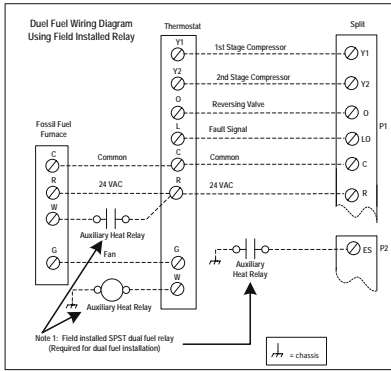 Duel Fuel Wiring Diagram
Using Field Installed Relay
Thermostat
Split
Y1
1st Stage Compressor
Y1
Y2
2nd Stage Compressor
Y2
O
Reversing Valve
O
P1
Fossil Fuel
Furnace
L
Fault Signal
LO
C
Common
C
Common
C
R
24 VAC
R
24 VAC
R
W
Auxiliary Heat Relay
G
Fan
G
Auxiliary
Heat Relay
ES
P2
W
Auxiliary Heat Relay
Note 1: Field installed SPST dual fuel relay
(Required for dual fuel installation)
= chassis